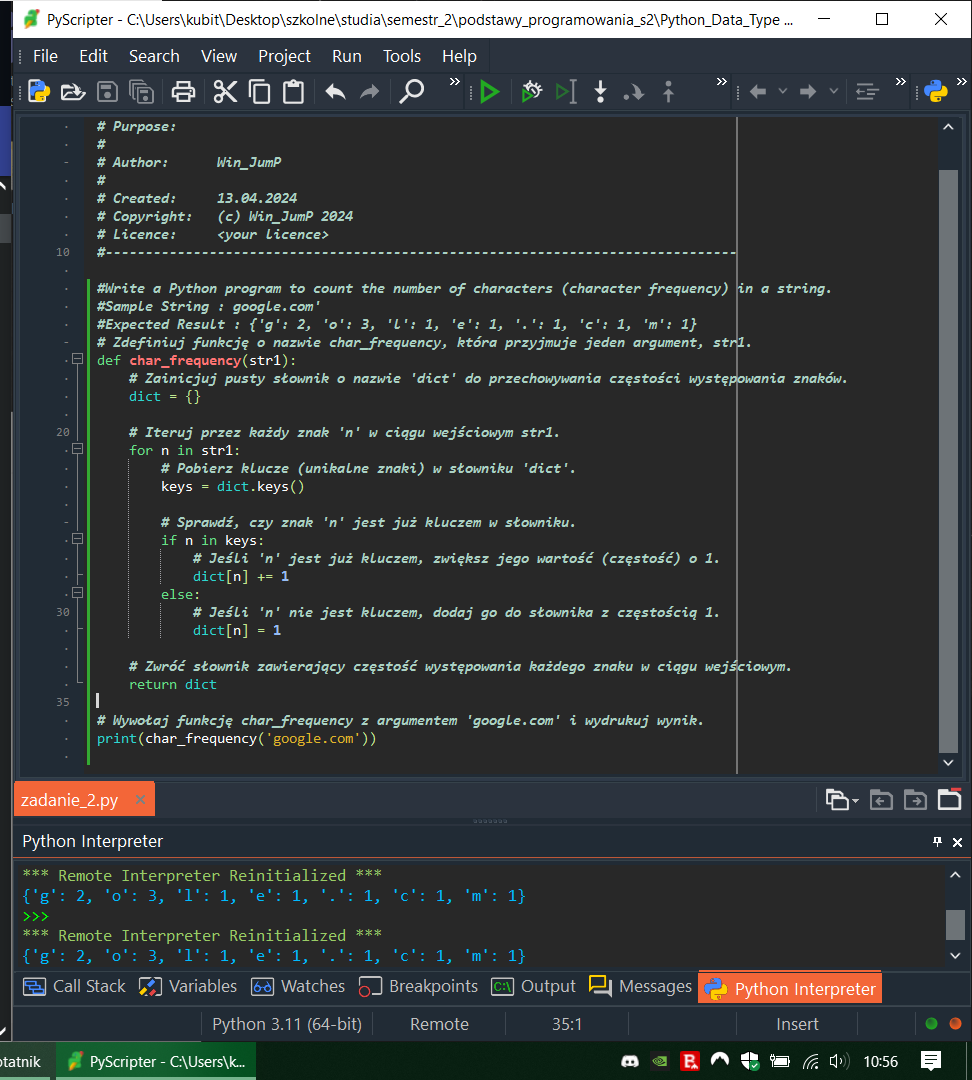 PyScripter - C:\Users\kubit\Desktop\szkolne\studia\semestr_2\podstawy_programowania_s2\Python_Data_Type ...
File Edit Search View Project Run Tools Help
# Purpose:
#
# Author:      Win_JumP
#
# Created:     13.04.2024
# Copyright:   (c) Win_JumP 2024
# Licence:     <your licence>
10 #-------------------------------------------------------------------------------
#Write a Python program to count the number of characters (character frequency) in a string.
#Sample String : google.com'
#Expected Result : {'g': 2, 'o': 3, 'l': 1, 'e': 1, '.': 1, 'c': 1, 'm': 1}
# Zdefiniuj funkcję o nazwie char_frequency, która przyjmuje jeden argument, str1.
def char_frequency(str1):
    # Zainicjuj pusty słownik o nazwie 'dict' do przechowywania częstości występowania znaków.
    dict = {}
20     # Iteruj przez każdy znak 'n' w ciągu wejściowym str1.
    for n in str1:
        # Pobierz klucze (unikalne znaki) w słowniku 'dict'.
        keys = dict.keys()
        # Sprawdź, czy znak 'n' jest już kluczem w słowniku.
        if n in keys:
            # Jeśli 'n' jest już kluczem, zwiększ jego wartość (częstość) o 1.
            dict[n] += 1
        else:
30             # Jeśli 'n' nie jest kluczem, dodaj go do słownika z częstością 1.
            dict[n] = 1
    # Zwróć słownik zawierający częstość występowania każdego znaku w ciągu wejściowym.
    return dict
35
# Wywołaj funkcję char_frequency z argumentem 'google.com' i wydrukuj wynik.
print(char_frequency('google.com'))
zadanie_2.py
Python Interpreter
*** Remote Interpreter Reinitialized ***
{'g': 2, 'o': 3, 'l': 1, 'e': 1, '.': 1, 'c': 1, 'm': 1}
>>>
*** Remote Interpreter Reinitialized ***
{'g': 2, 'o': 3, 'l': 1, 'e': 1, '.': 1, 'c': 1, 'm': 1}
Call Stack Variables Watches Breakpoints Output Messages Python Interpreter
Python 3.11 (64-bit) Remote 35:1 Insert
otatnik PyScripter - C:\Users\k... 10:56